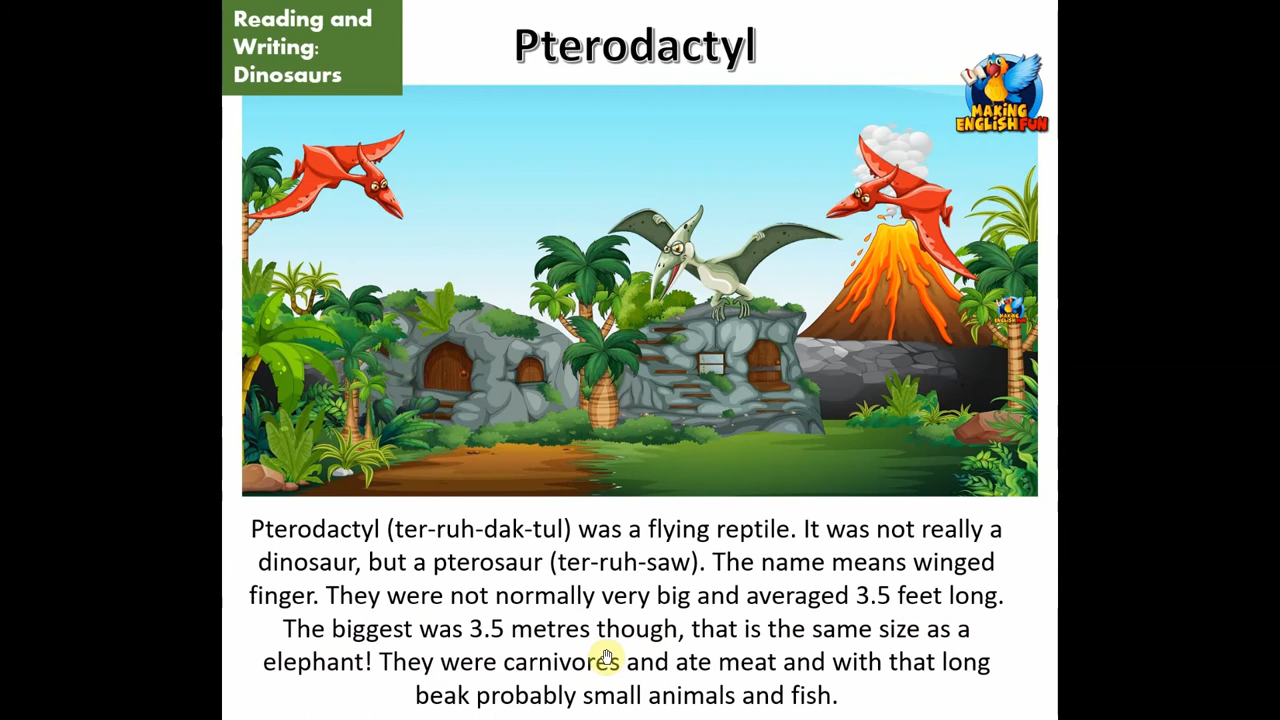 Reading and
Writing:
Dinosaurs
Pterodactyl
MAKING
ENGLISH FUN
MAKING
ENGLISH FUN
Pterodactyl (ter-ruh-dak-tul) was a flying reptile. It was not really a
dinosaur, but a pterosaur (ter-ruh-saw). The name means winged
finger. They were not normally very big and averaged 3.5 feet long.
The biggest was 3.5 metres though, that is the same size as a
elephant! They were carnivores and ate meat and with that long
beak probably small animals and fish.